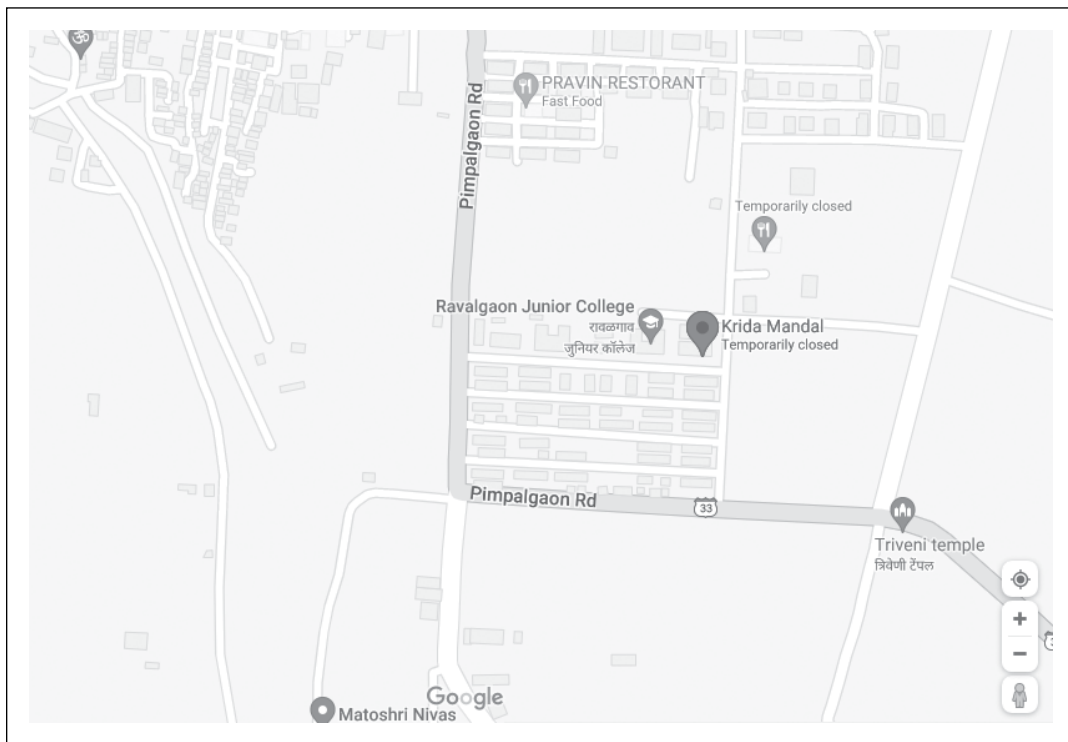 ॐ
PRAVIN RESTORANT
Fast Food
Pimpalgaon Rd
Temporarily closed
Ravalgaon Junior College
रावळगाव
जुनियर कॉलेज
Krida Mandal
Temporarily closed
Pimpalgaon Rd
33
Triveni temple
त्रिवेणी टेंपल
Google
Matoshri Nivas